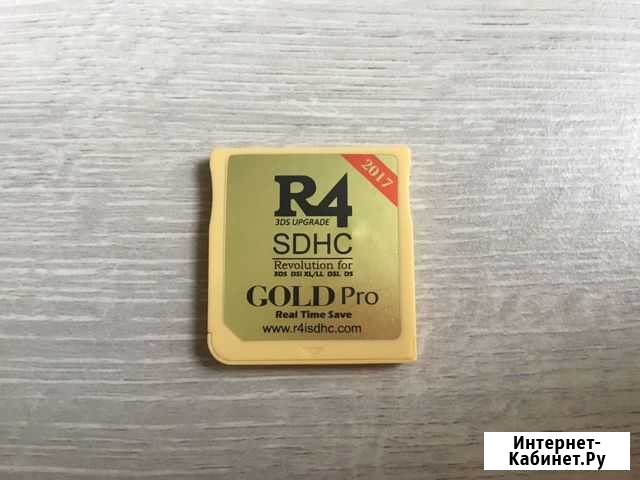 2017
R4
3DS UPGRADE
SDHC
Revolution for
3DS DSi XL/LL DSL DS
GOLD Pro
Real Time Save
www.r4isdhc.com
Интернет-
Кабинет.Ру